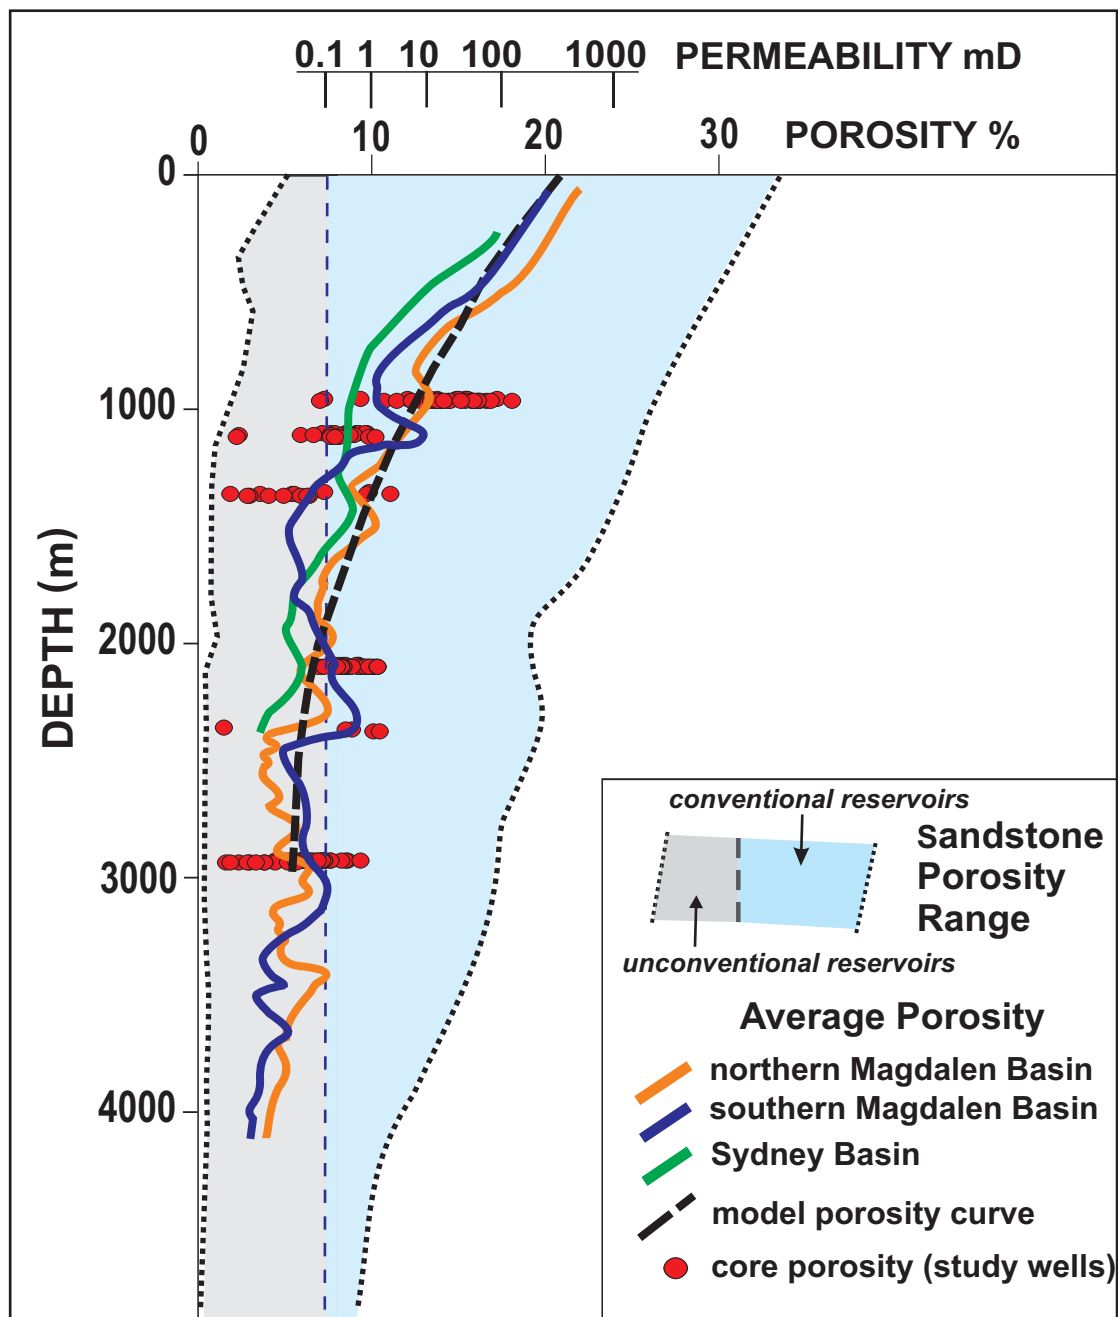 0.1 1 10 100 1000 PERMEABILITY mD
0 10 20 30 POROSITY %
0
1000
2000
3000
4000
DEPTH (m)
conventional reservoirs
Sandstone
Porosity
Range
unconventional reservoirs
Average Porosity
northern Magdalen Basin
southern Magdalen Basin
Sydney Basin
model porosity curve
core porosity (study wells)